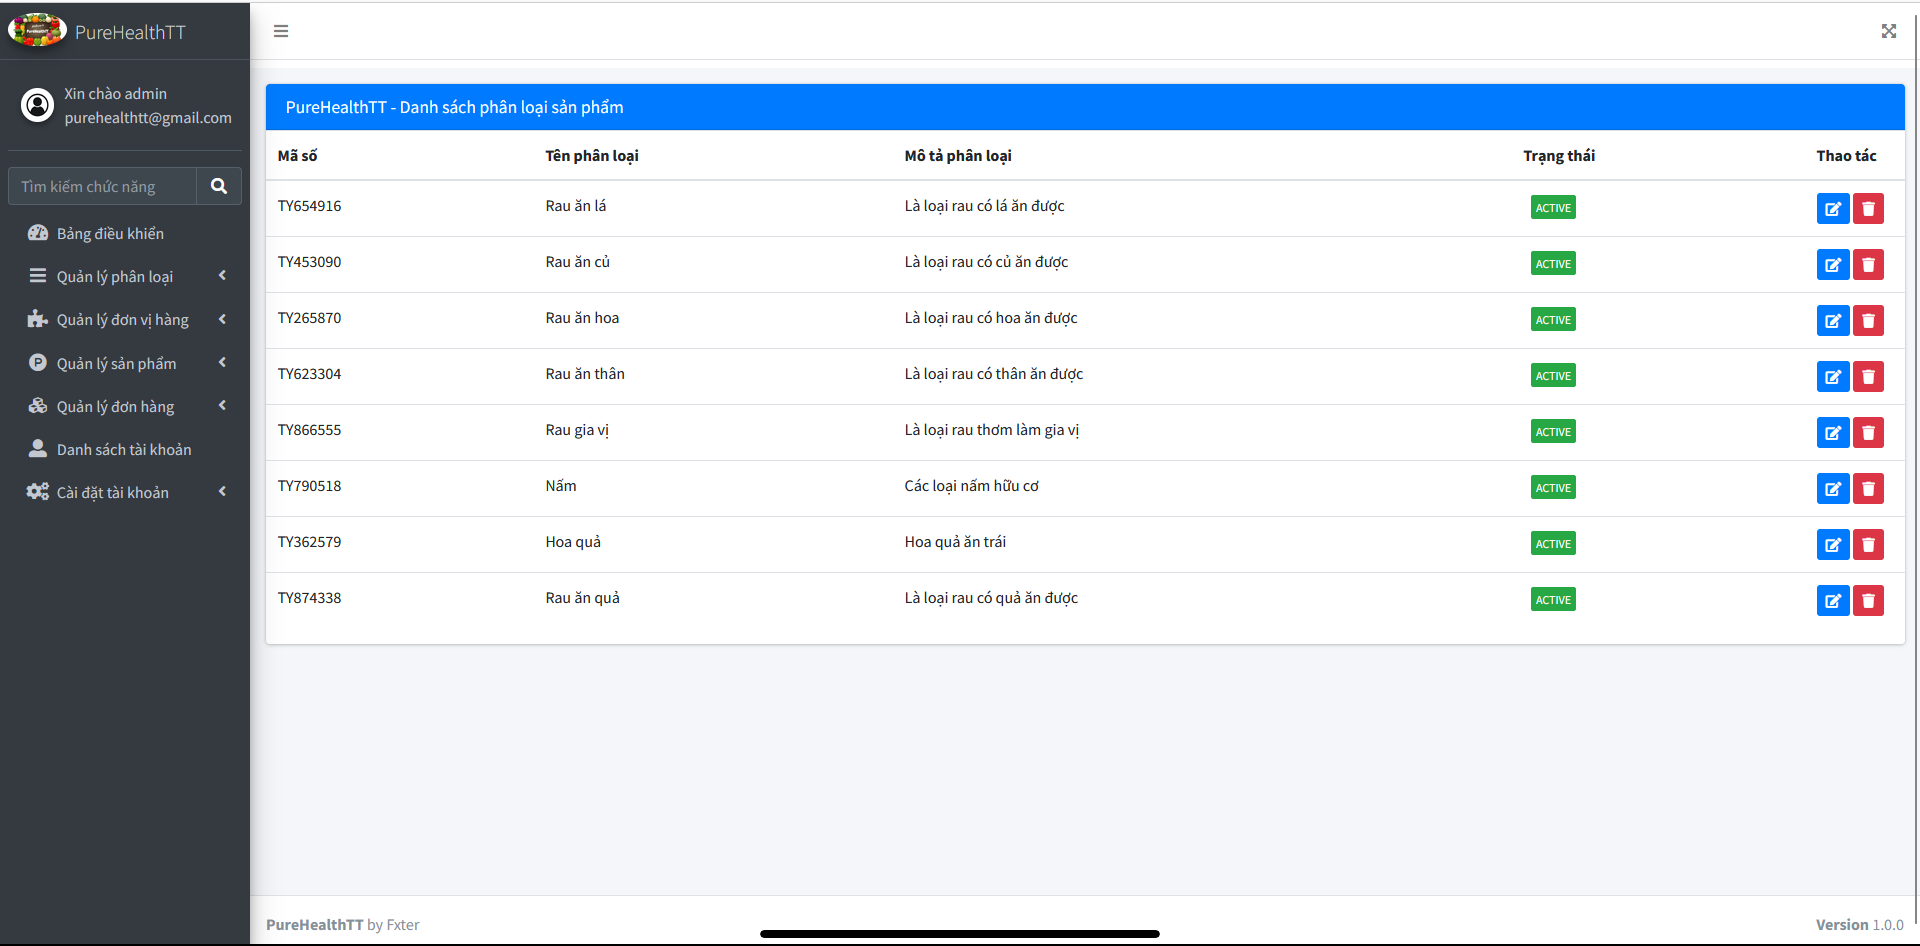 PureHealthTT
Xin chào admin
purehealthtt@gmail.com
Tìm kiếm chức năng
Bảng điều khiển
Quản lý phân loại
Quản lý đơn vị hàng
Quản lý sản phẩm
Quản lý đơn hàng
Danh sách tài khoản
Cài đặt tài khoản
PureHealthTT - Danh sách phân loại sản phẩm
Mã số Tên phân loại Mô tả phân loại Trạng thái Thao tác
TY654916 Rau ăn lá Là loại rau có lá ăn được ACTIVE
TY453090 Rau ăn củ Là loại rau có củ ăn được ACTIVE
TY265870 Rau ăn hoa Là loại rau có hoa ăn được ACTIVE
TY623304 Rau ăn thân Là loại rau có thân ăn được ACTIVE
TY866555 Rau gia vị Là loại rau thơm làm gia vị ACTIVE
TY790518 Nấm Các loại nấm hữu cơ ACTIVE
TY362579 Hoa quả Hoa quả ăn trái ACTIVE
TY874338 Rau ăn quả Là loại rau có quả ăn được ACTIVE
PureHealthTT by Fxter Version 1.0.0